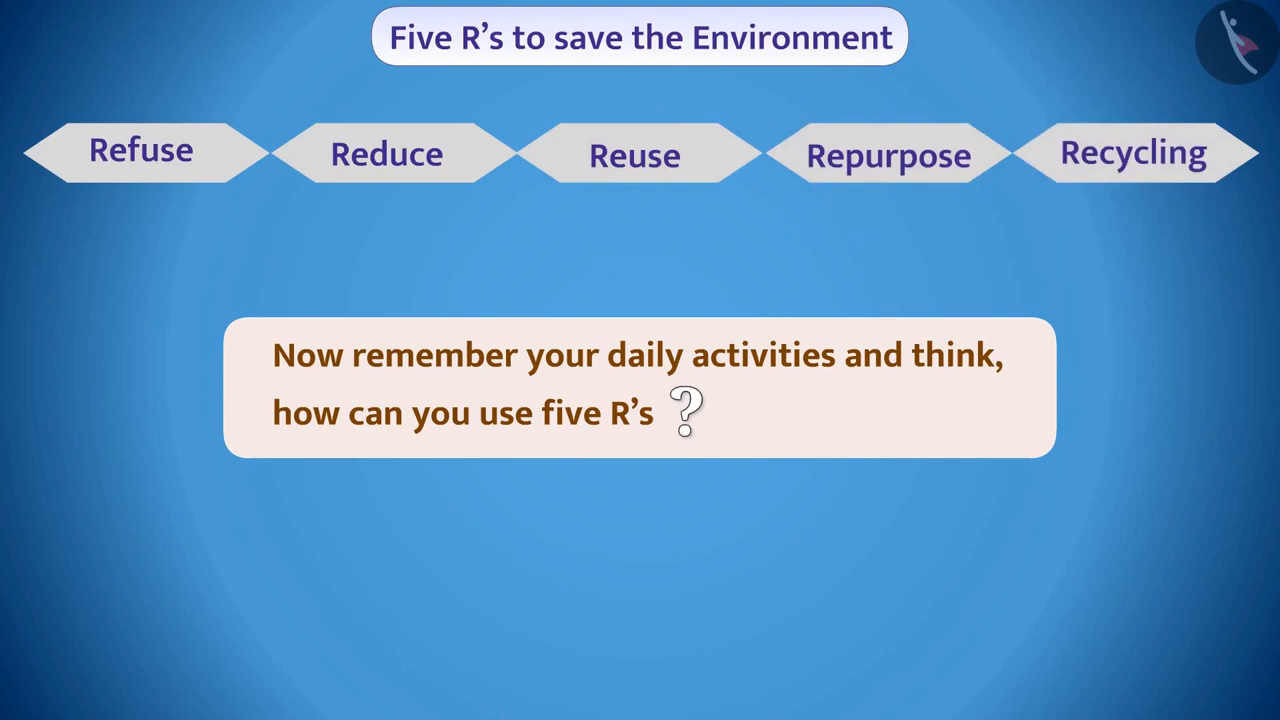 Five R’s to save the Environment
Refuse Reduce Reuse Repurpose Recycling
Now remember your daily activities and think,
how can you use five R’s ?